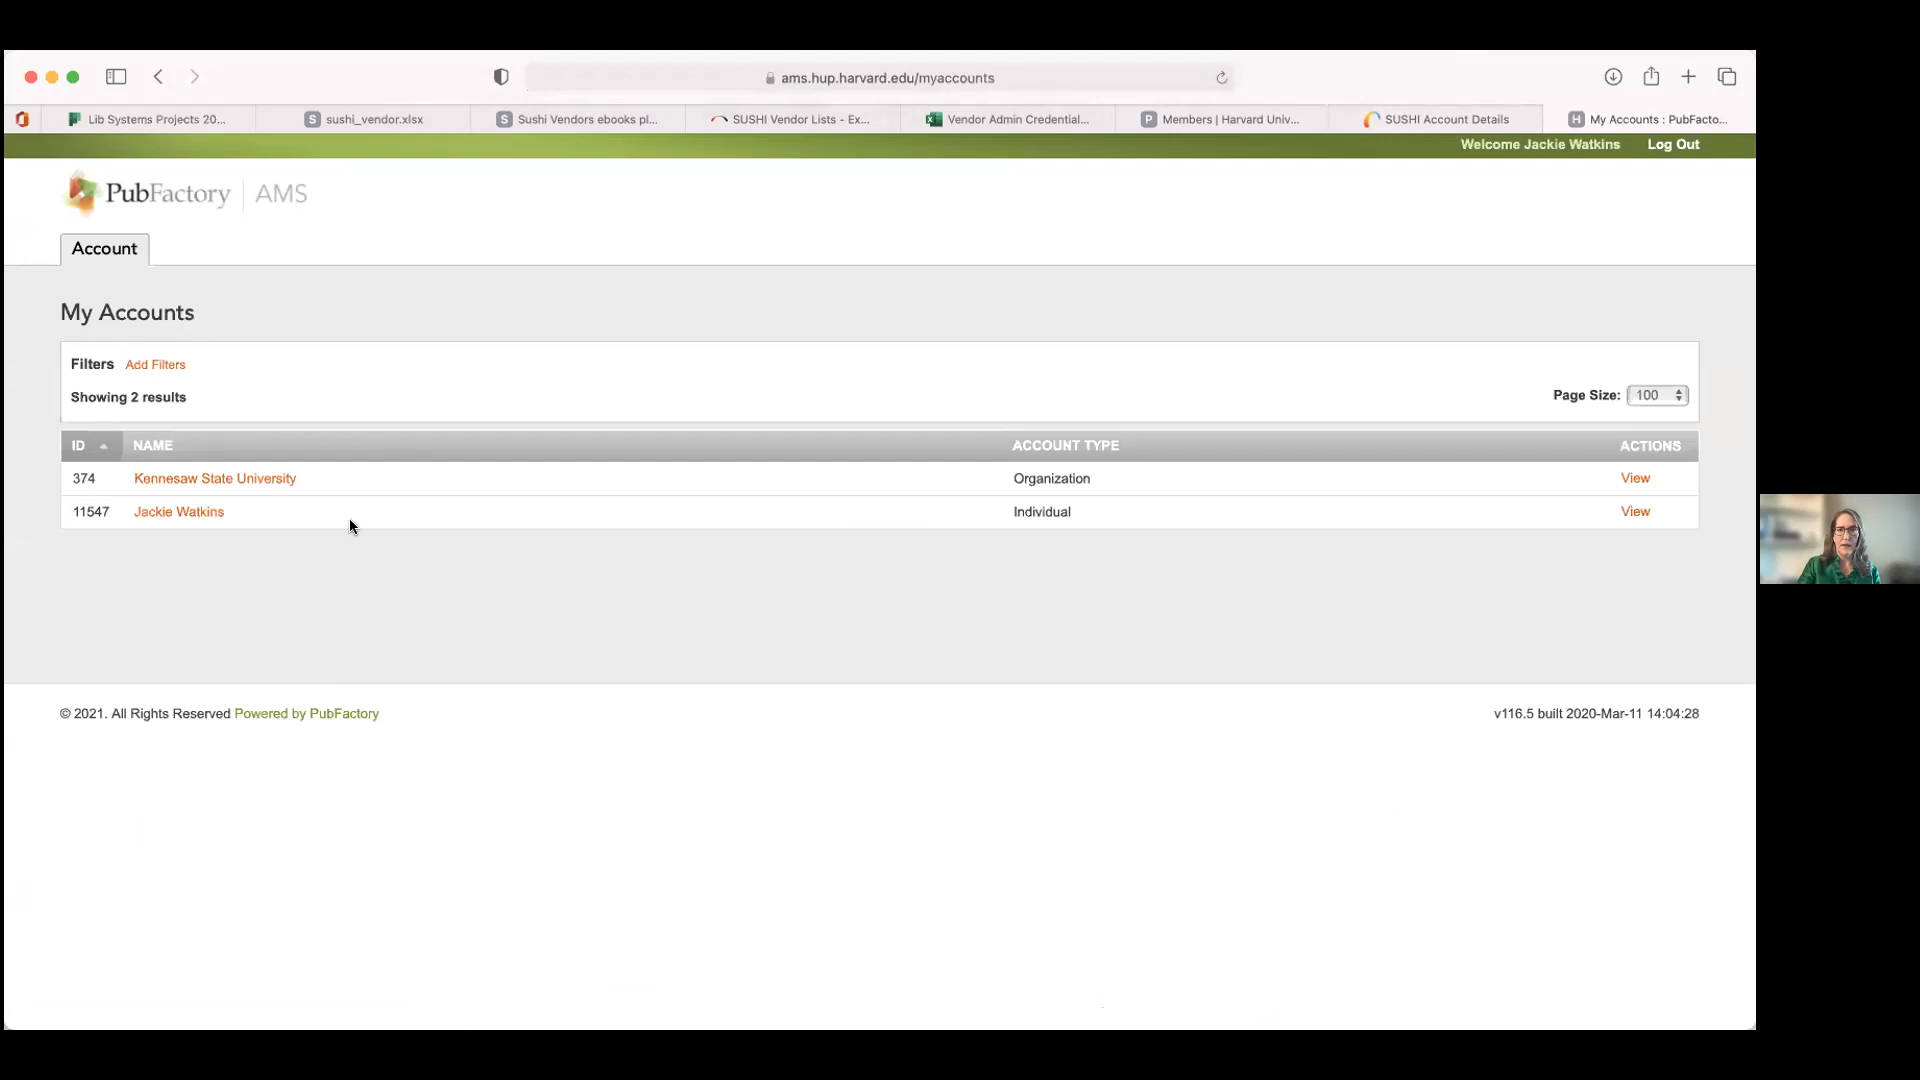 ams.hup.harvard.edu/myaccounts
Lib Systems Projects 20... S sushi_vendor.xlsx S Sushi Vendors ebooks pl... SUSHI Vendor Lists - Ex... Vendor Admin Credential... P Members | Harvard Univ... SUSHI Account Details H My Accounts : PubFacto...
Welcome Jackie Watkins Log Out
PubFactory AMS
Account
My Accounts
Filters Add Filters
Showing 2 results Page Size: 100
ID NAME ACCOUNT TYPE ACTIONS
374 Kennesaw State University Organization View
11547 Jackie Watkins Individual View
© 2021. All Rights Reserved Powered by PubFactory v116.5 built 2020-Mar-11 14:04:28